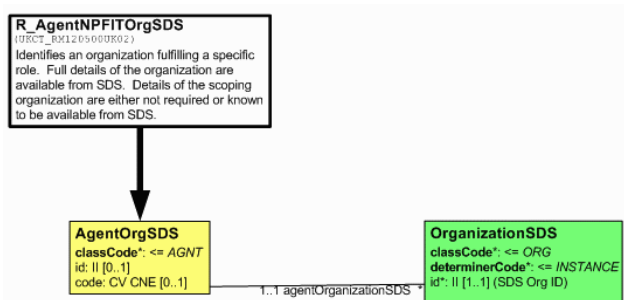 R_AgentNPFITOrgSDS
(UKCT_RM120500UK02)
Identifies an organization fulfilling a specific
role. Full details of the organization are
available from SDS. Details of the scoping
organization are either not required or known
to be available from SDS.
AgentOrgSDS
classCode*: <= AGNT
id: II [0..1]
code: CV CNE [0..1]
OrganizationSDS
classCode*: <= ORG
determinerCode*: <= INSTANCE
id*: II [1..1] (SDS Org ID)
1..1 agentOrganizationSDS *